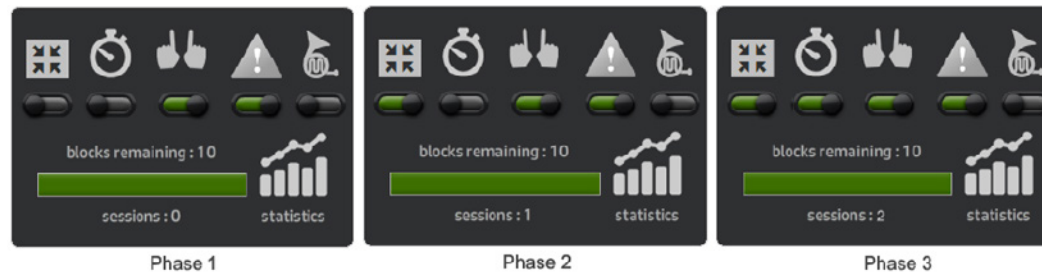 blocks remaining : 10
sessions : 0
statistics
Phase 1
blocks remaining : 10
sessions : 1
statistics
Phase 2
blocks remaining : 10
sessions : 2
statistics
Phase 3